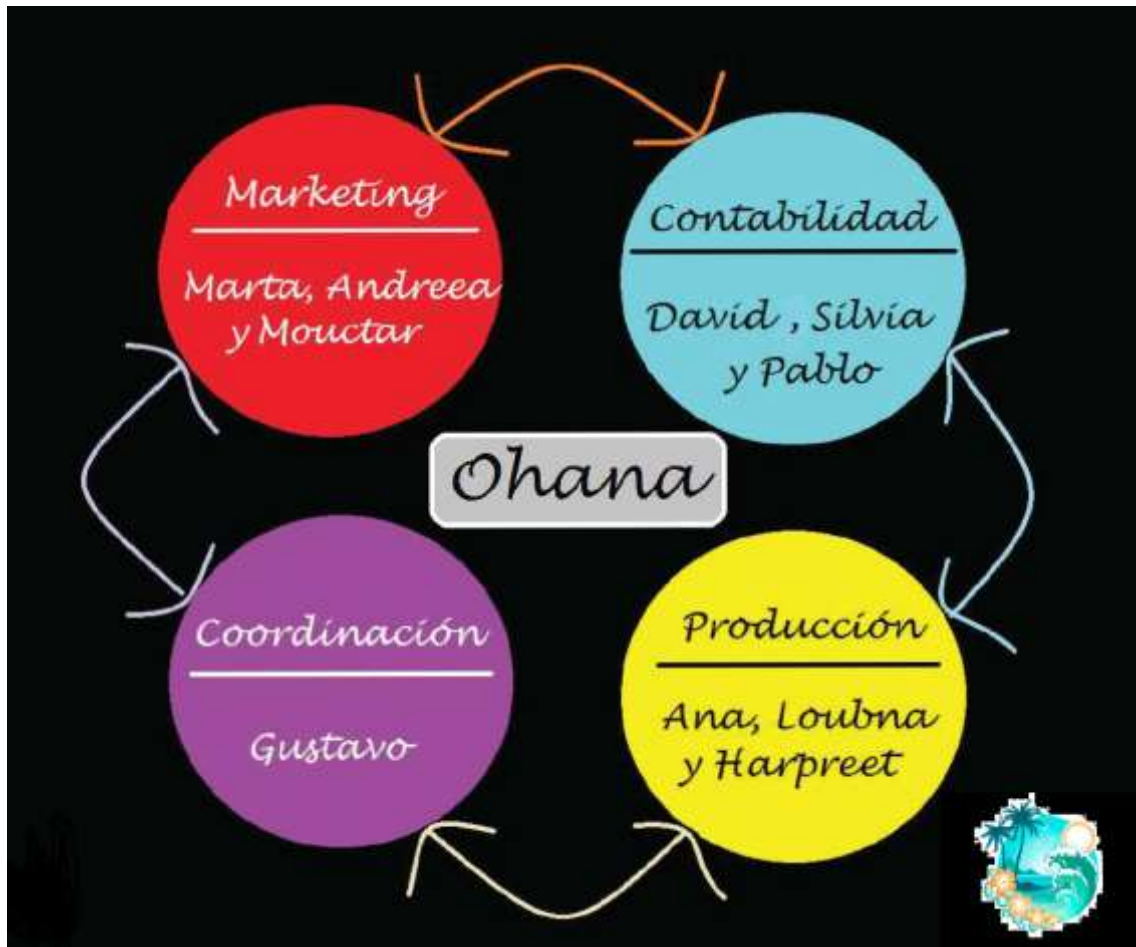 Marketing
Marta, Andreea
y Mouctar
Contabilidad
David , Silvia
y Pablo
Ohana
Coordinación
Gustavo
Producción
Ana, Loubna
y Harpreet